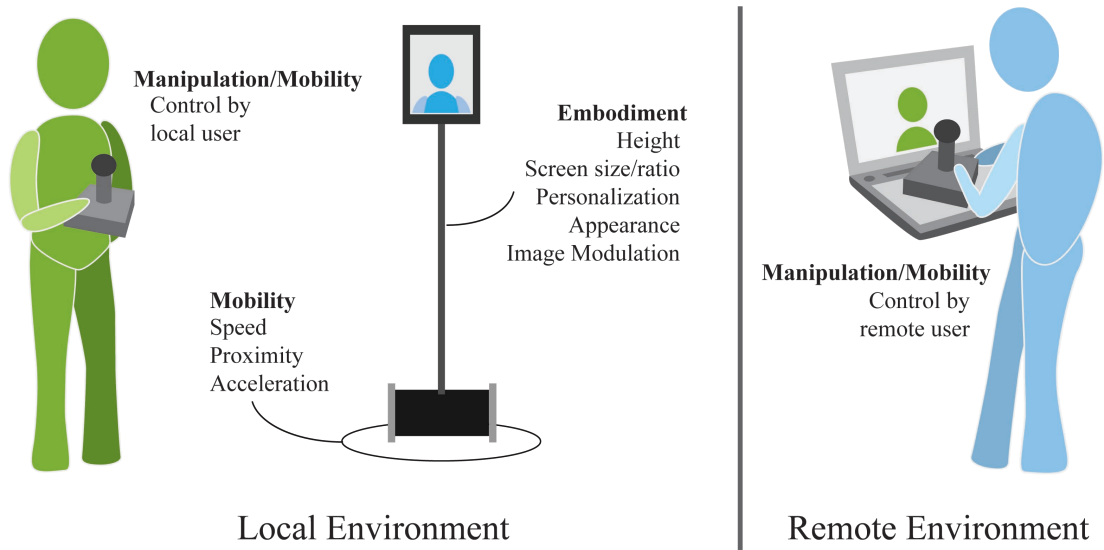 Manipulation/Mobility
Control by
local user
Embodiment
Height
Screen size/ratio
Personalization
Appearance
Image Modulation
Mobility
Speed
Proximity
Acceleration
Local Environment
Manipulation/Mobility
Control by
remote user
Remote Environment